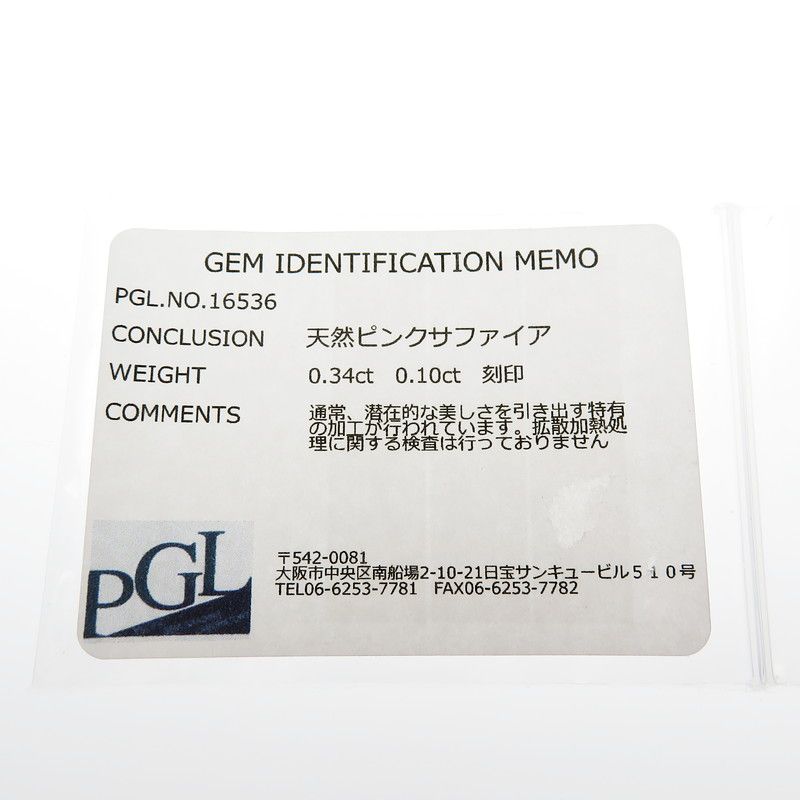 GEM IDENTIFICATION MEMO
PGL.NO.16536
CONCLUSION 天然ピンクサファイア
WEIGHT 0.34ct 0.10ct 刻印
COMMENTS 通常、潜在的な美しさを引き出す特有
の加工が行われています。拡散加熱処
理に関する検査は行っておりません
PGL
〒542-0081
大阪市中央区南船場2-10-21日宝サンキュービル５１０号
TEL06-6253-7781 FAX06-6253-7782